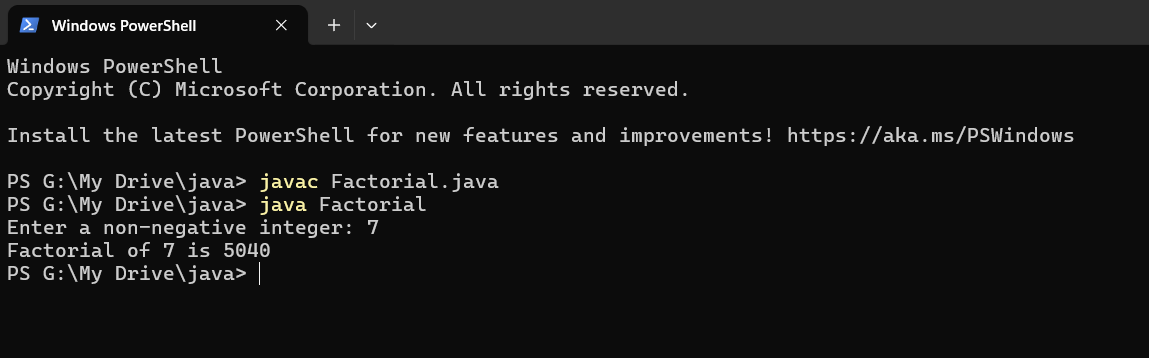 Windows PowerShell
Windows PowerShell
Copyright (C) Microsoft Corporation. All rights reserved.
Install the latest PowerShell for new features and improvements! https://aka.ms/PSWindows
PS G:\My Drive\java> javac Factorial.java
PS G:\My Drive\java> java Factorial
Enter a non-negative integer: 7
Factorial of 7 is 5040
PS G:\My Drive\java>